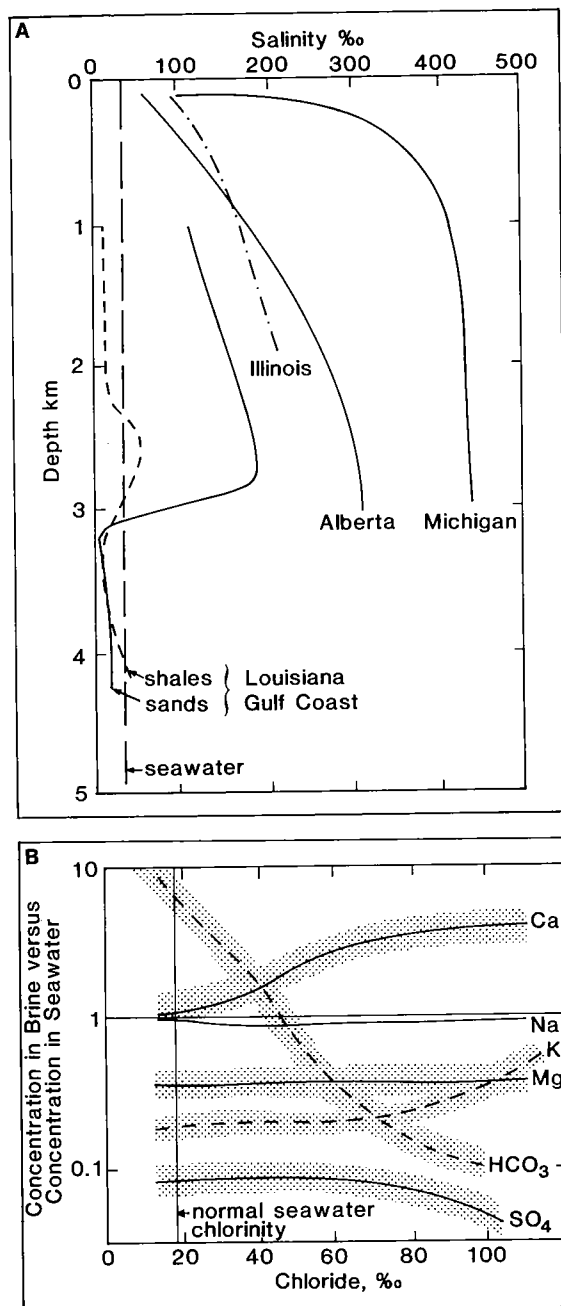 A
Salinity ‰
0 100 200 300 400 500
0
1
2
3
4
5
Depth km
Illinois
Alberta Michigan
shales } Louisiana
sands } Gulf Coast
seawater
B
10
1
0.1
Concentration in Brine versus
Concentration in Seawater
Ca
Na
K
Mg
HCO₃
SO₄
normal seawater
chlorinity
0 20 40 60 80 100
Chloride, ‰